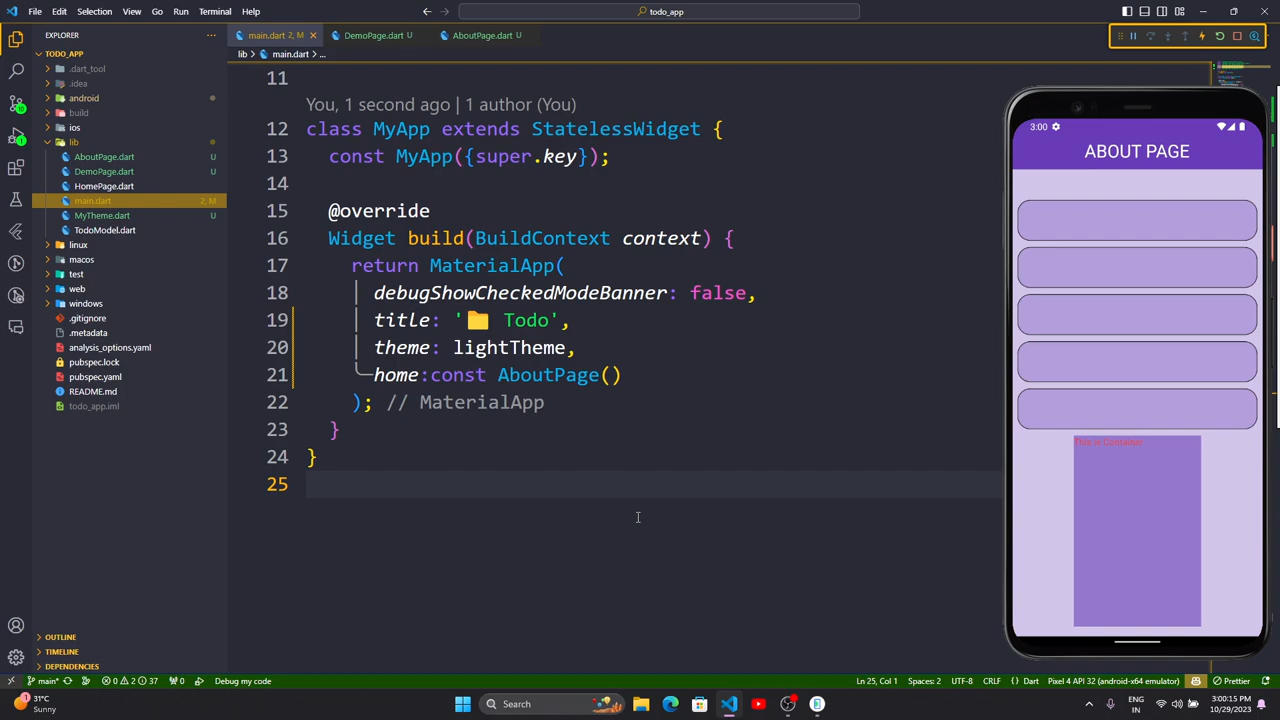 File Edit Selection View Go Run Terminal Help
todo_app
EXPLORER
main.dart 2, M
DemoPage.dart U
AboutPage.dart U
lib > main.dart > ...
TODO_APP
.dart_tool
.idea
android
build
ios
lib
AboutPage.dart U
DemoPage.dart U
HomePage.dart
main.dart 2, M
MyTheme.dart U
TodoModel.dart
linux
macos
test
web
windows
.gitignore
.metadata
analysis_options.yaml
pubspec.lock
pubspec.yaml
README.md
todo_app.iml
OUTLINE
TIMELINE
DEPENDENCIES
11
You, 1 second ago | 1 author (You)
12 class MyApp extends StatelessWidget {
13 const MyApp({super.key});
14
15 @override
16 Widget build(BuildContext context) {
17 return MaterialApp(
18 debugShowCheckedModeBanner: false,
19 title: '📁 Todo',
20 theme: lightTheme,
21 home:const AboutPage()
22 ); // MaterialApp
23 }
24 }
25
3:00
ABOUT PAGE
This is Container
main* 0 2 37 0 Debug my code
Ln 25, Col 1 Spaces: 2 UTF-8 CRLF {} Dart Pixel 4 API 32 (android-x64 emulator) Prettier
31°C
Sunny
Search
ENG
IN
3:00:15 PM
10/29/2023